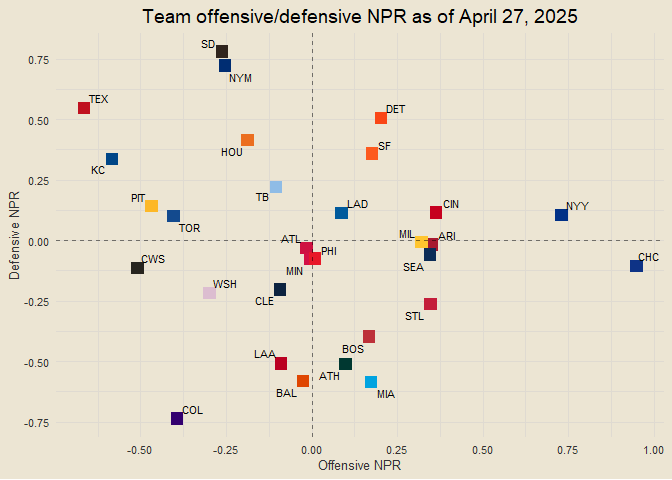 Team offensive/defensive NPR as of April 27, 2025
SD
NYM
TEX
DET
HOU
SF
KC
TB
PIT
TOR
LAD
CIN
NYY
ATL
PHI
MIL
ARI
MIN
SEA
CHC
CWS
WSH
CLE
STL
BOS
LAA
ATH
BAL
MIA
COL
0.75
0.50
0.25
0.00
-0.25
-0.50
-0.75
Defensive NPR
-0.50
-0.25
0.00
0.25
0.50
0.75
1.00
Offensive NPR